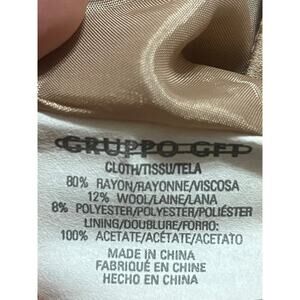 GRUPPO GFT
CLOTH/TISSU/TELA
80% RAYON/RAYONNE/VISCOSA
12% WOOL/LAINE/LANA
8% POLYESTER/POLYESTER/POLIÉSTER
LINING/DOUBLURE/FORRO:
100% ACETATE/ACÉTATE/ACETATO
MADE IN CHINA
FABRIQUÉ EN CHINE
HECHO EN CHINA